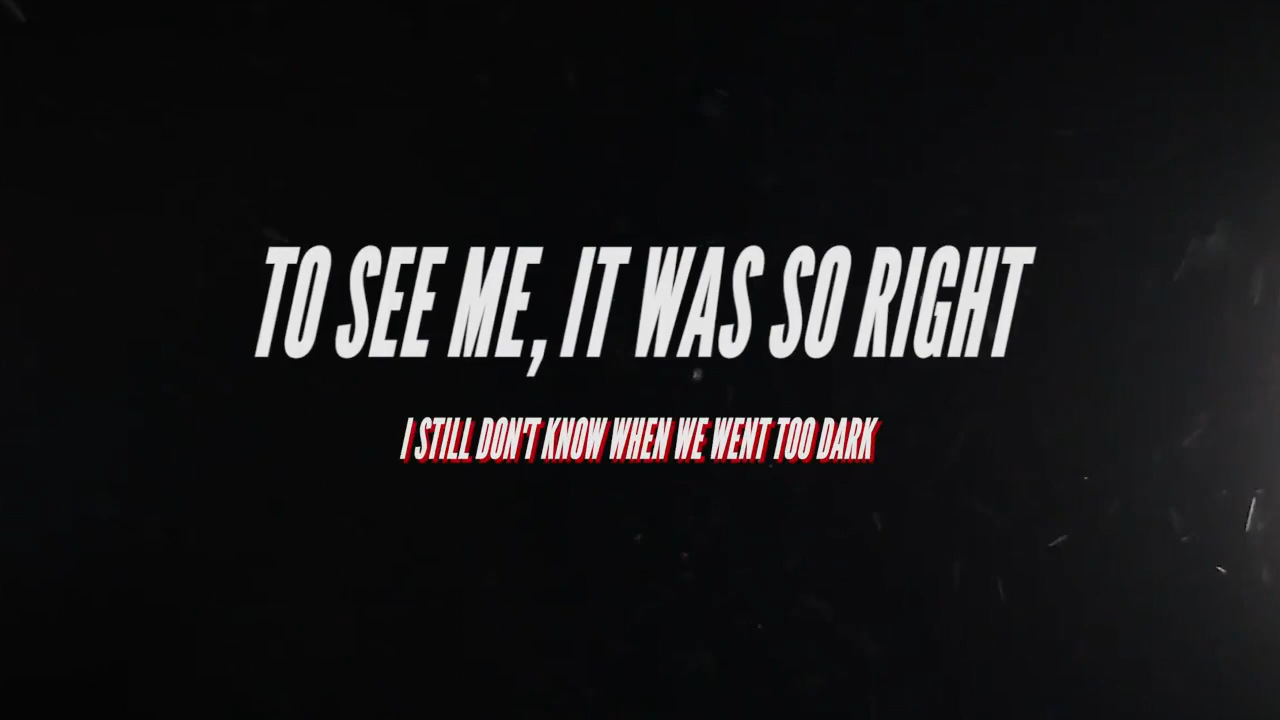 TO SEE ME, IT WAS SO RIGHT
I STILL DON'T KNOW WHEN WE WENT TOO DARK